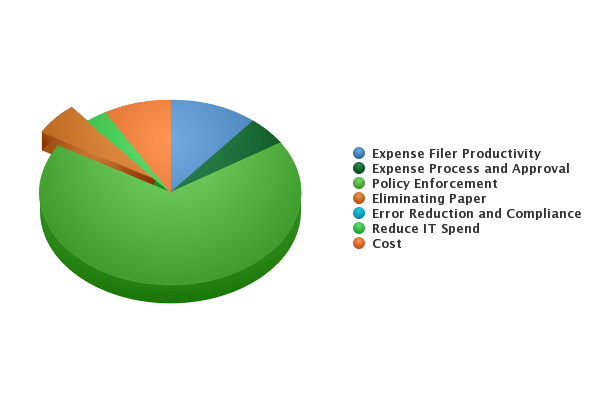 Expense Filer Productivity
Expense Process and Approval
Policy Enforcement
Eliminating Paper
Error Reduction and Compliance
Reduce IT Spend
Cost